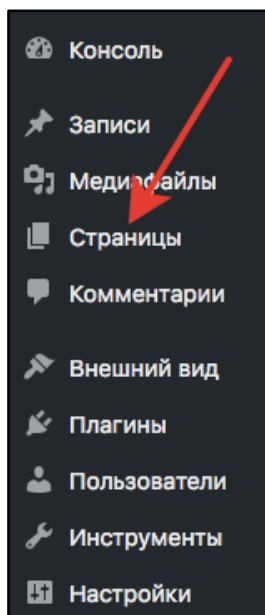 Консоль
Записи
Медиафайлы
Страницы
Комментарии
Внешний вид
Плагины
Пользователи
Инструменты
Настройки